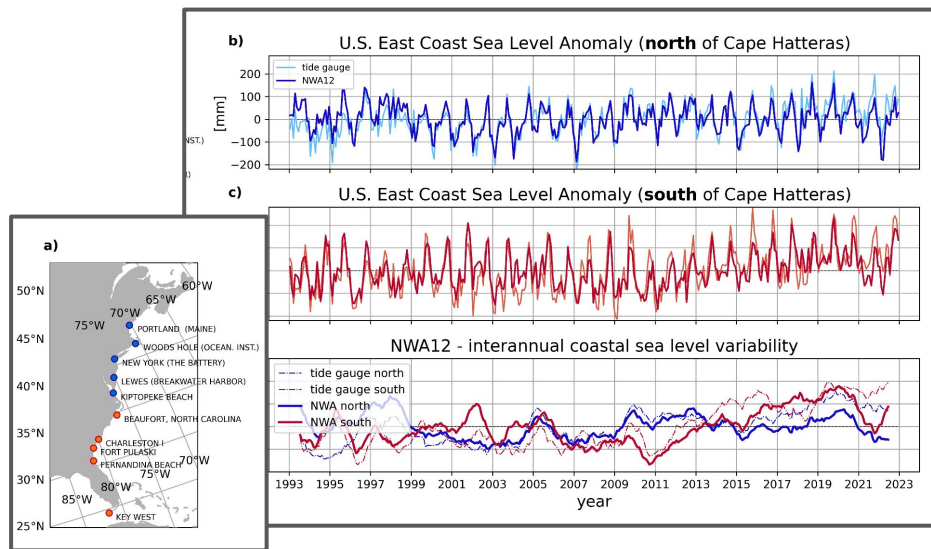 b) U.S. East Coast Sea Level Anomaly (north of Cape Hatteras)
tide gauge
NWA12
[mm]
200
100
0
−100
−200
INST.)
c) U.S. East Coast Sea Level Anomaly (south of Cape Hatteras)
NWA12 - interannual coastal sea level variability
tide gauge north
tide gauge south
NWA north
NWA south
1993 1995 1997 1999 2001 2003 2005 2007 2009 2011 2013 2015 2017 2019 2021 2023
year
a)
50°N
45°N
40°N
35°N
30°N
25°N
60°W
65°W
70°W
75°W
PORTLAND (MAINE)
WOODS HOLE (OCEAN. INST.)
NEW YORK (THE BATTERY)
LEWES (BREAKWATER HARBOR)
KIPTOPEKE BEACH
BEAUFORT, NORTH CAROLINA
CHARLESTON I
FORT PULASKI
FERNANDINA BEACH
70°W
75°W
80°W
85°W
KEY WEST